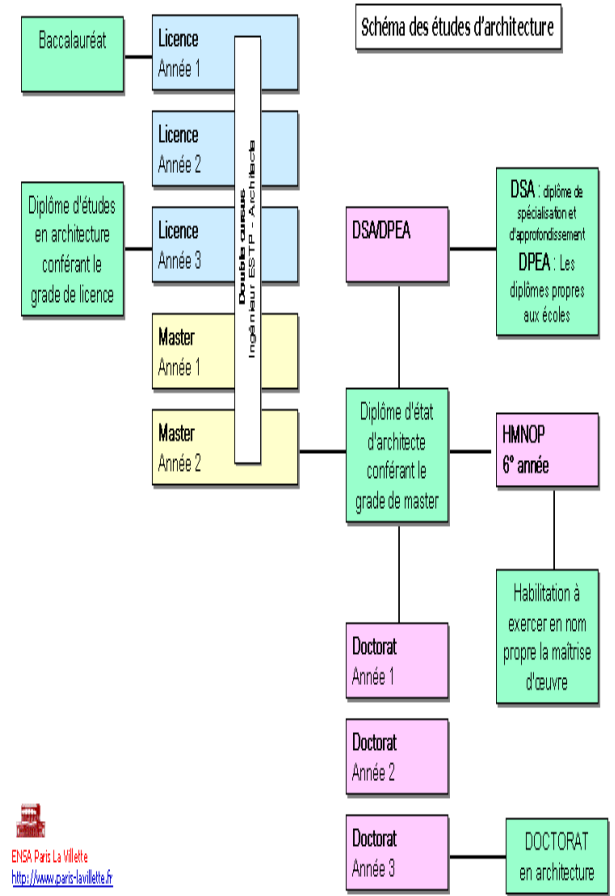 Schéma des études d'architecture
Baccalauréat
Licence
Année 1
Licence
Année 2
Diplôme d'études
en architecture
conférant le
grade de licence
Licence
Année 3
Double cursus
Ingénieur ESTP - Architecte
Master
Année 1
Master
Année 2
DSA/DPEA
DSA : diplôme de
spécialisation et
d'approfondissement
DPEA : Les
diplômes propres
aux écoles
Diplôme d'état
d'architecte
conférant le
grade de master
HMNOP
6° année
Habilitation à
exercer en nom
propre la maîtrise
d'œuvre
Doctorat
Année 1
Doctorat
Année 2
Doctorat
Année 3
DOCTORAT
en architecture
ENSA Paris La Villette
http://www.paris-lavillette.fr